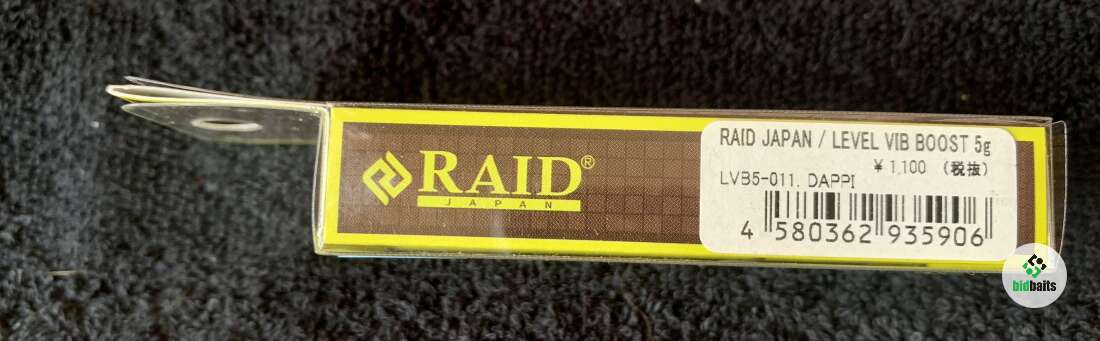 RAID®
JAPAN
RAID JAPAN / LEVEL VIB BOOST 5g
¥1,100 (税抜)
LVB5-011. DAPPI
4 580362 935906
bidbaits